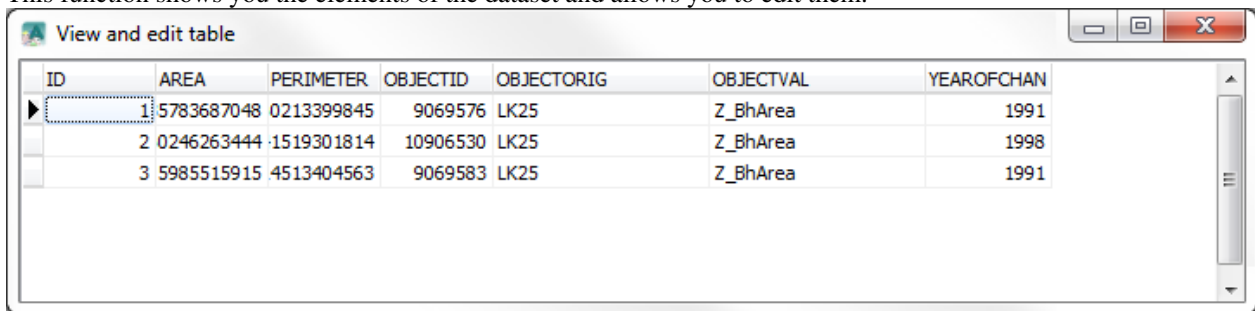 This function shows you the elements of the dataset and allows you to edit them.
View and edit table
ID AREA PERIMETER OBJECTID OBJECTORIG OBJECTVAL YEAROFCHAN
1 5783687048 0213399845 9069576 LK25 Z_BhArea 1991
2 0246263444 1519301814 10906530 LK25 Z_BhArea 1998
3 5985515915 4513404563 9069583 LK25 Z_BhArea 1991